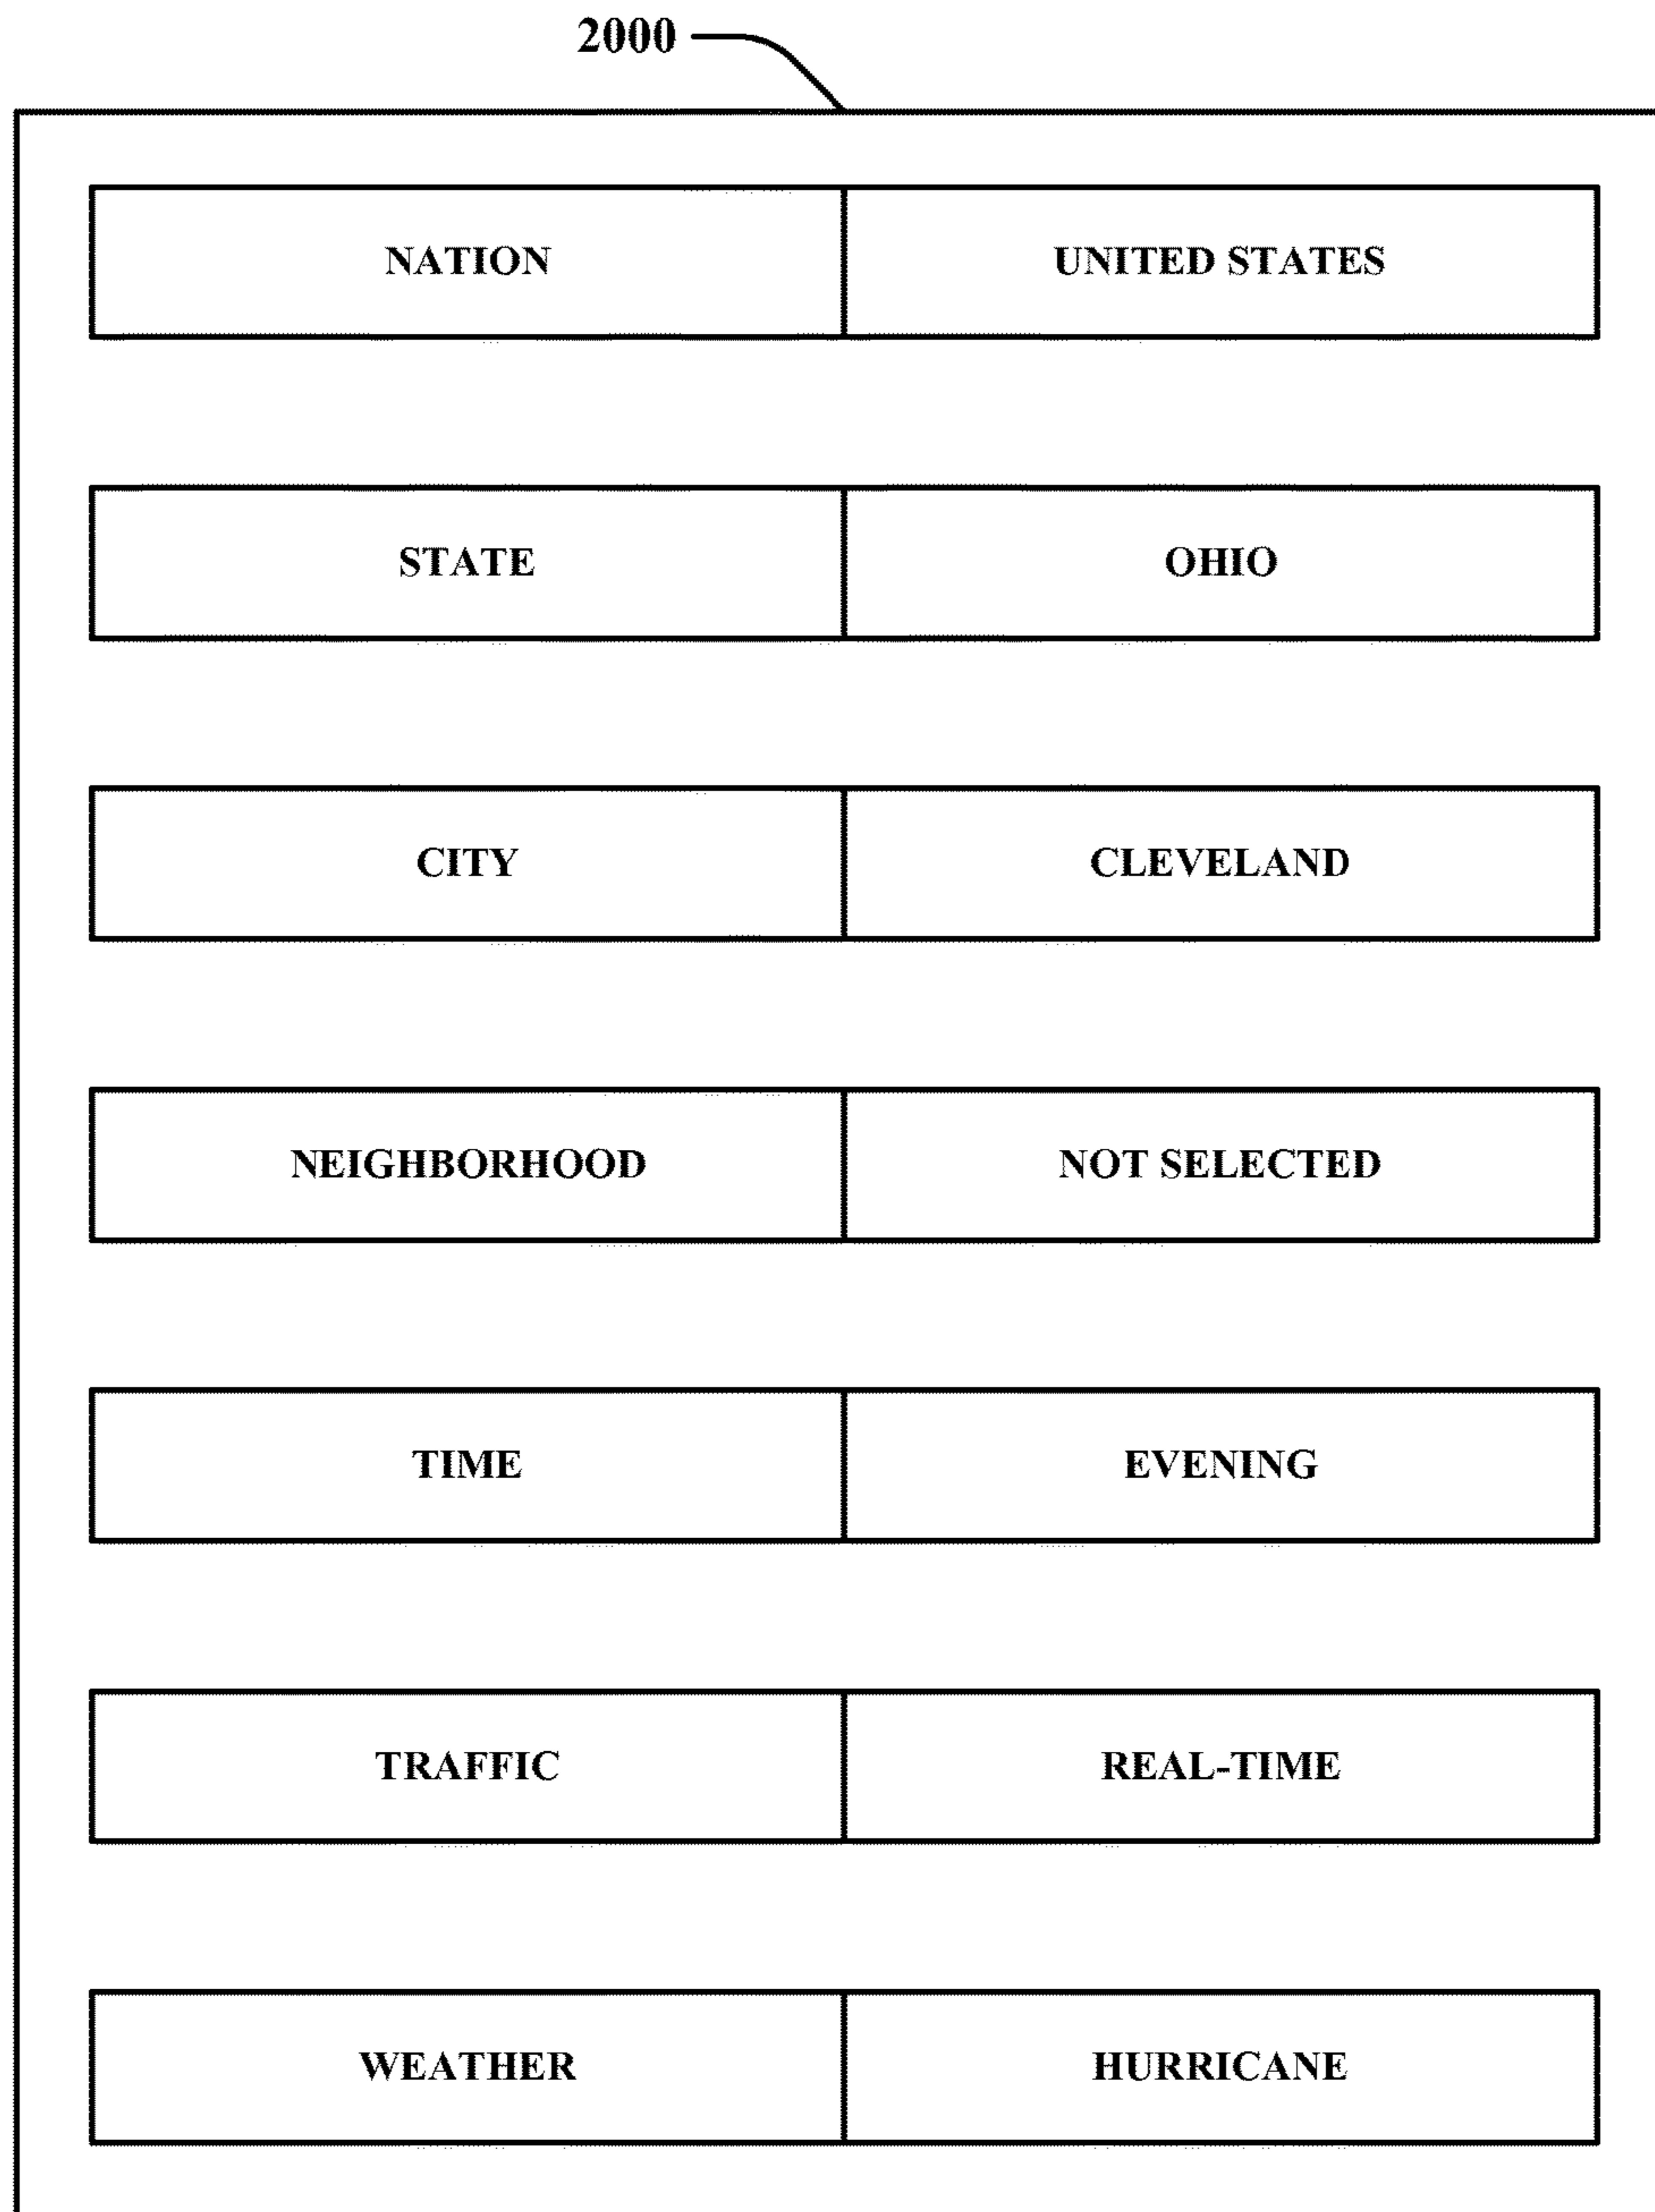 2000
NATION UNITED STATES
STATE OHIO
CITY CLEVELAND
NEIGHBORHOOD NOT SELECTED
TIME EVENING
TRAFFIC REAL-TIME
WEATHER HURRICANE